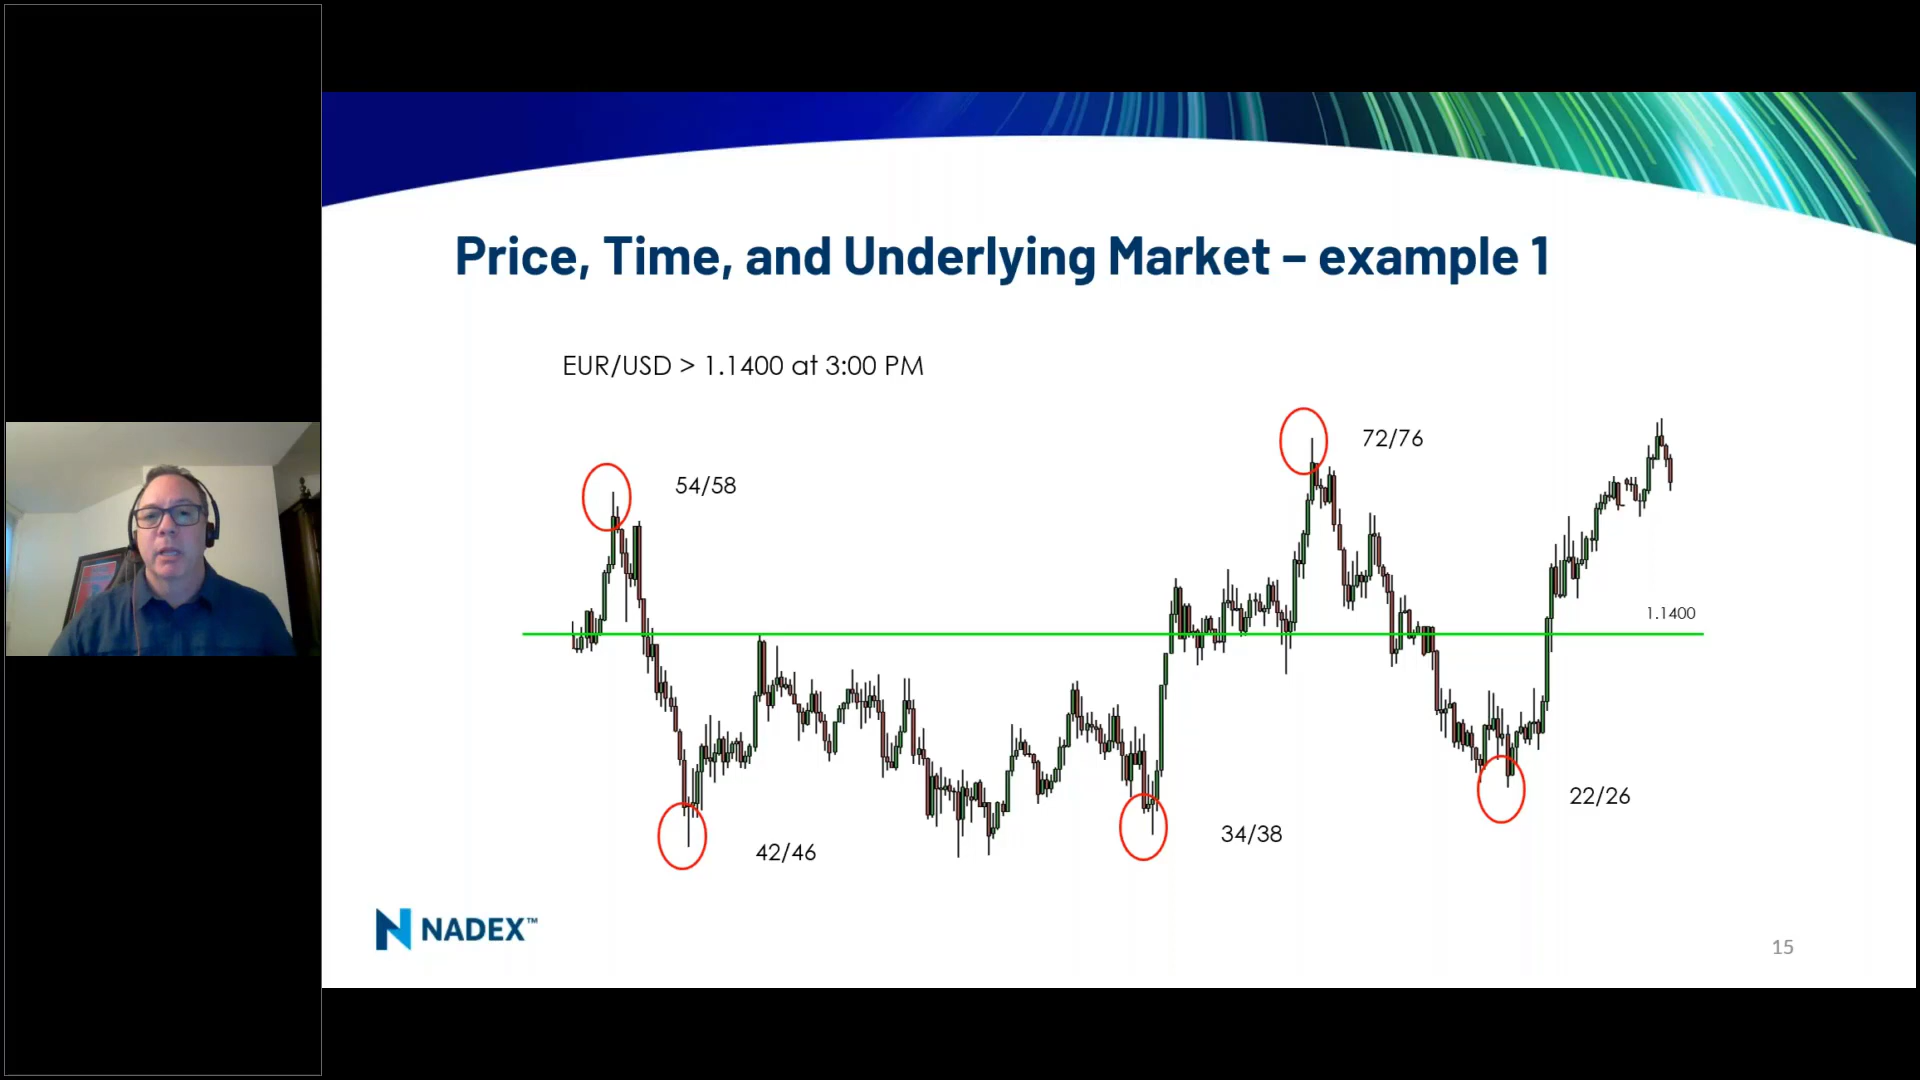 Price, Time, and Underlying Market – example 1
EUR/USD > 1.1400 at 3:00 PM
72/76
54/58
1.1400
22/26
34/38
42/46
NADEX™
15